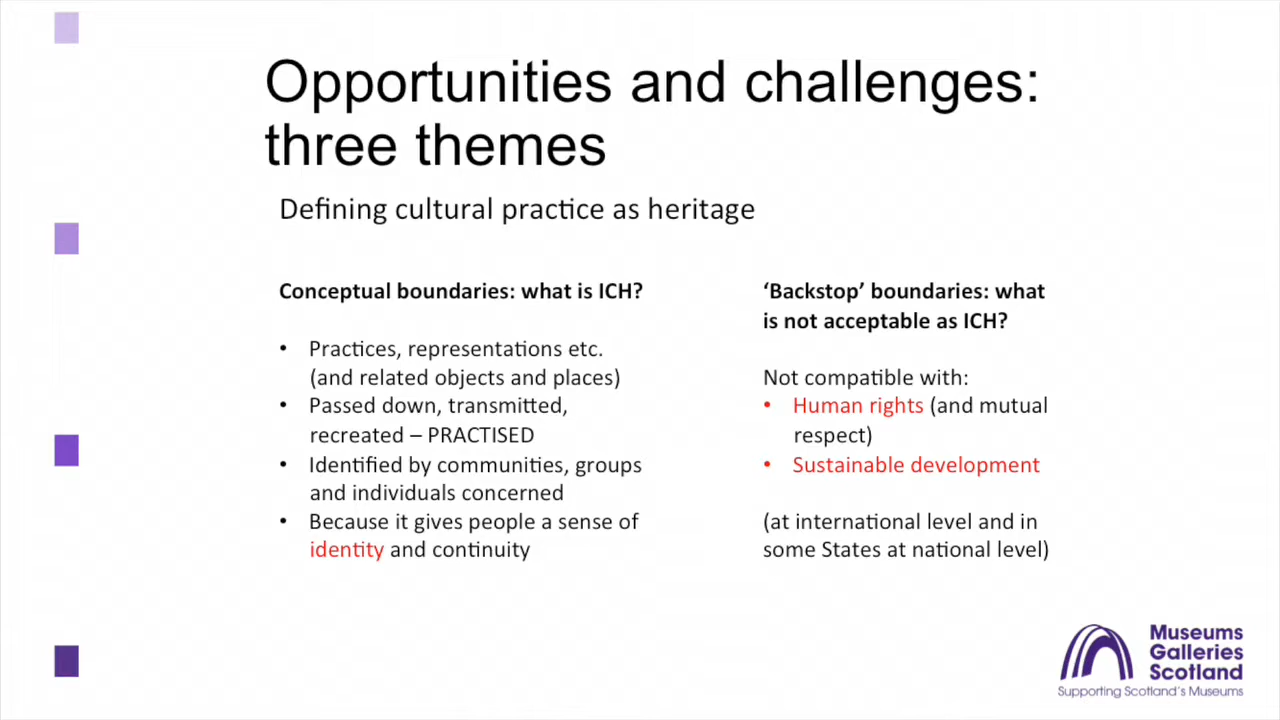 Opportunities and challenges:
three themes
Defining cultural practice as heritage
Conceptual boundaries: what is ICH?
• Practices, representations etc.
(and related objects and places)
• Passed down, transmitted,
recreated – PRACTISED
• Identified by communities, groups
and individuals concerned
• Because it gives people a sense of
identity and continuity
‘Backstop’ boundaries: what
is not acceptable as ICH?
Not compatible with:
• Human rights (and mutual
respect)
• Sustainable development
(at international level and in
some States at national level)
Museums
Galleries
Scotland
Supporting Scotland's Museums